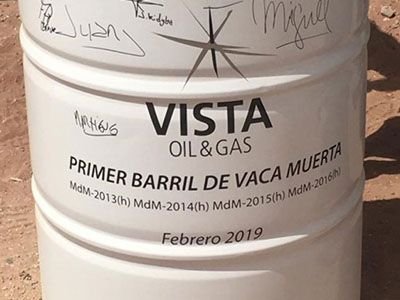 Juan
Miguel
VISTA
OIL & GAS
PRIMER BARRIL DE VACA MUERTA
MdM-2013(h) MdM-2014(h) MdM-2015(h) MdM-2016(h)
Febrero 2019